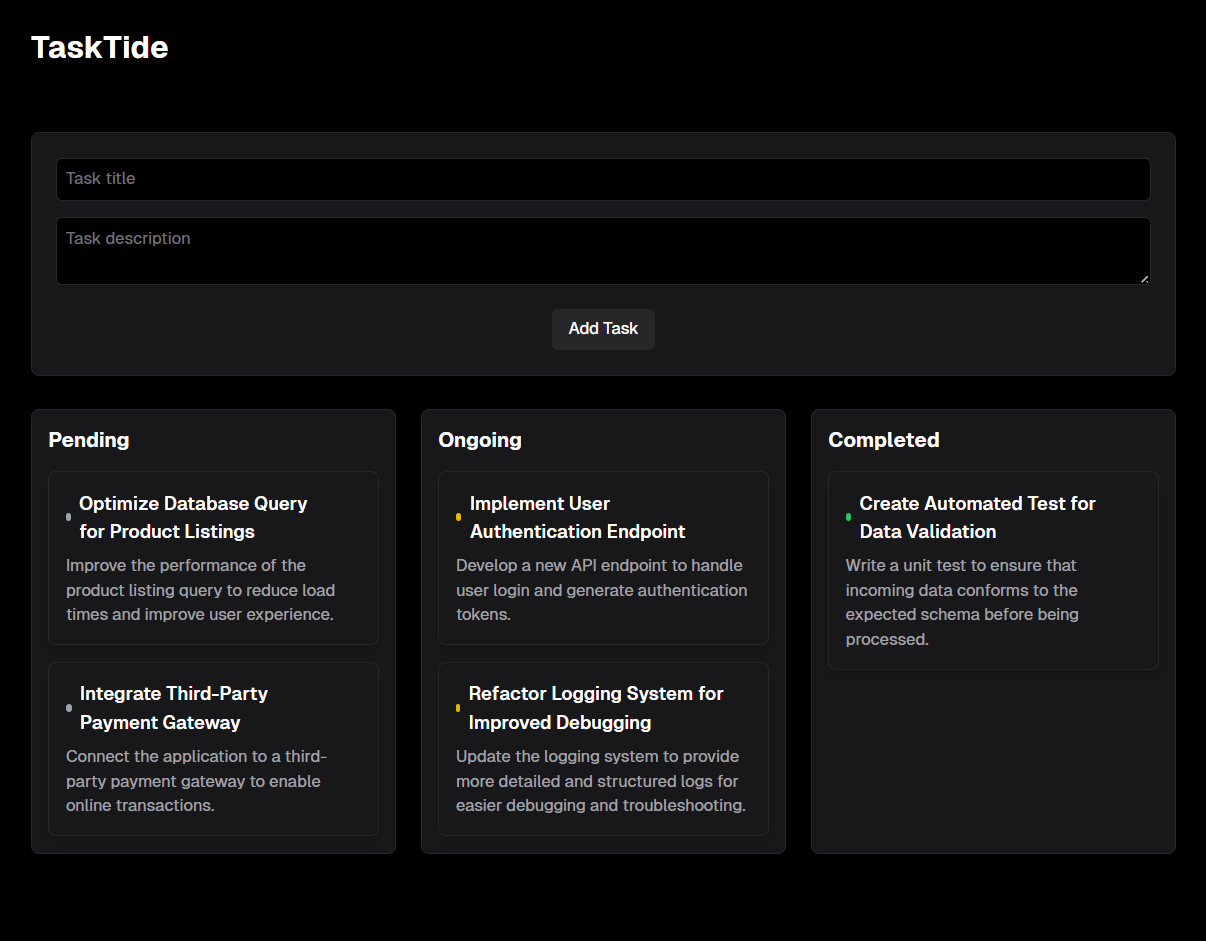 TaskTide
Task title
Task description
Add Task
Pending
Optimize Database Query
for Product Listings
Improve the performance of the
product listing query to reduce load
times and improve user experience.
Integrate Third-Party
Payment Gateway
Connect the application to a third-
party payment gateway to enable
online transactions.
Ongoing
Implement User
Authentication Endpoint
Develop a new API endpoint to handle
user login and generate authentication
tokens.
Refactor Logging System for
Improved Debugging
Update the logging system to provide
more detailed and structured logs for
easier debugging and troubleshooting.
Completed
Create Automated Test for
Data Validation
Write a unit test to ensure that
incoming data conforms to the
expected schema before being
processed.